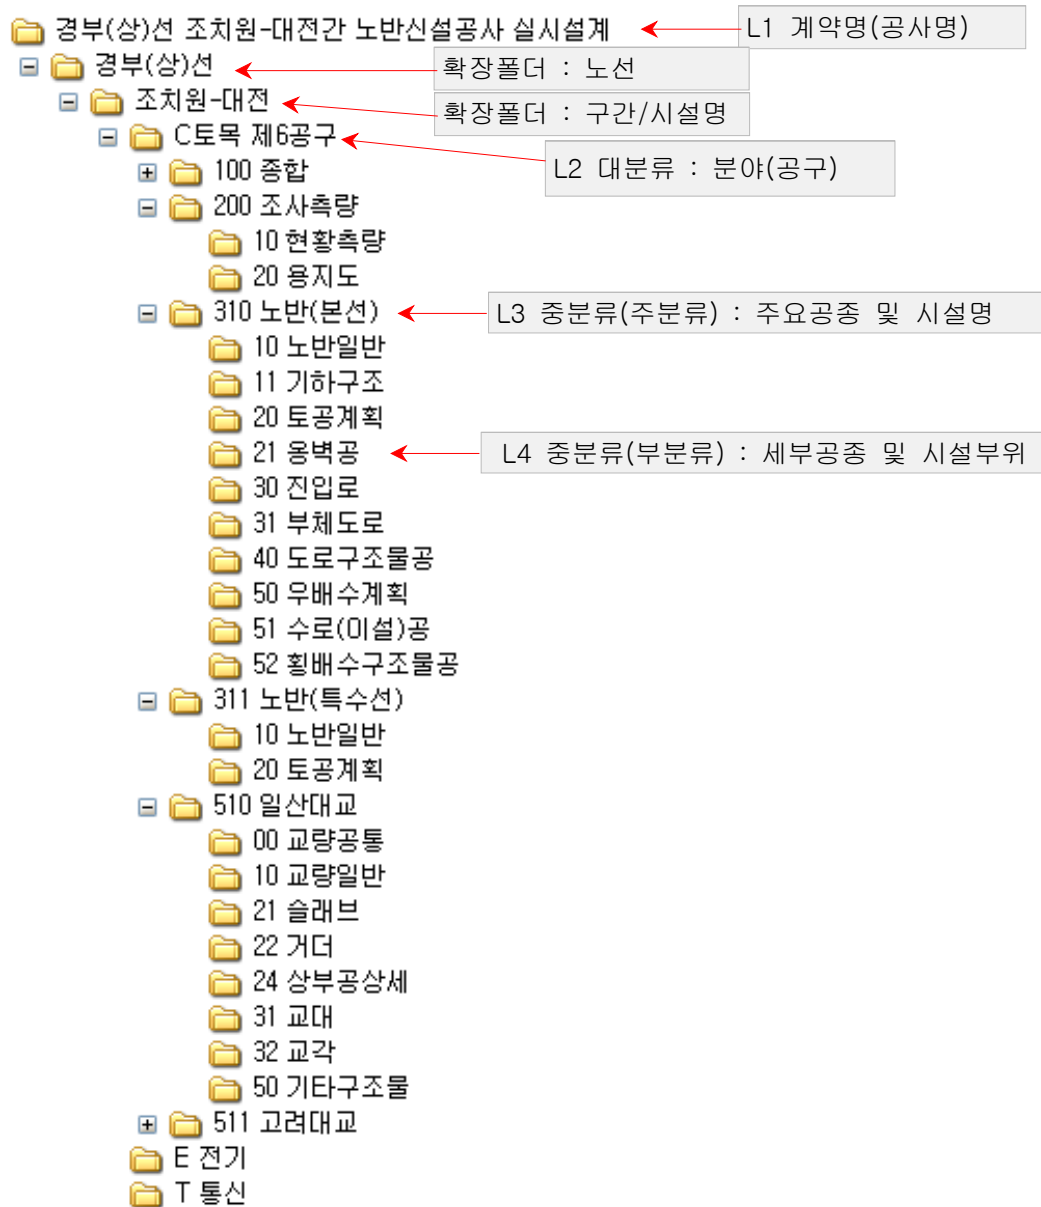 경부(상)선 조치원-대전간 노반신설공사 실시설계
L1 계약명(공사명)
경부(상)선
확장폴더 : 노선
조치원-대전
확장폴더 : 구간/시설명
C토목 제6공구
L2 대분류 : 분야(공구)
100 종합
200 조사측량
10 현황측량
20 용지도
310 노반(본선)
L3 중분류(주분류) : 주요공종 및 시설명
10 노반일반
11 기하구조
20 토공계획
21 옹벽공
L4 중분류(부분류) : 세부공종 및 시설부위
30 진입로
31 부체도로
40 도로구조물공
50 우배수계획
51 수로(이설)공
52 횡배수구조물공
311 노반(특수선)
10 노반일반
20 토공계획
510 일산대교
00 교량공통
10 교량일반
21 슬래브
22 거더
24 상부공상세
31 교대
32 교각
50 기타구조물
511 고려대교
E 전기
T 통신